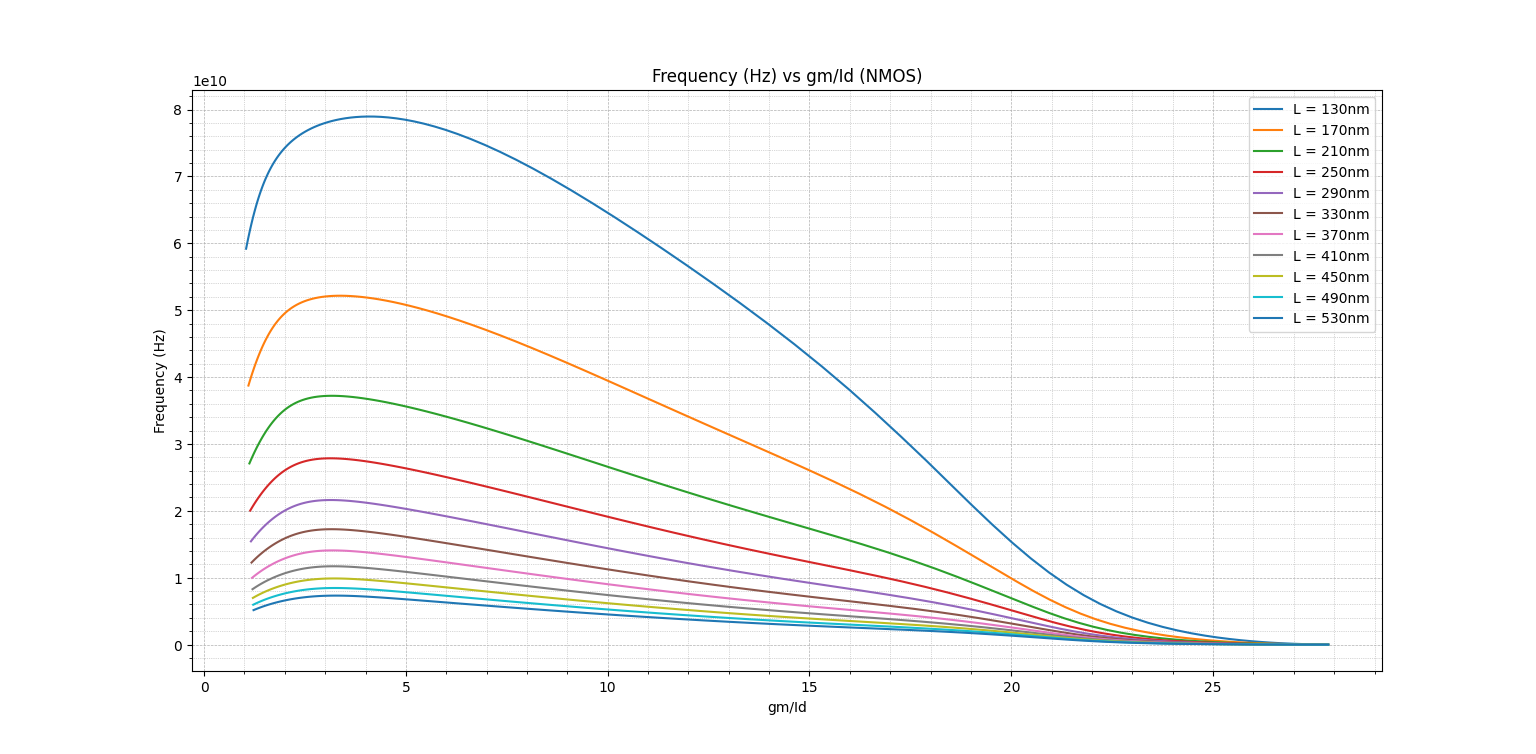 Frequency (Hz) vs gm/Id (NMOS)
1e10
8
7
6
5
4
3
2
1
0
Frequency (Hz)
0 5 10 15 20 25
gm/Id
L = 130nm
L = 170nm
L = 210nm
L = 250nm
L = 290nm
L = 330nm
L = 370nm
L = 410nm
L = 450nm
L = 490nm
L = 530nm